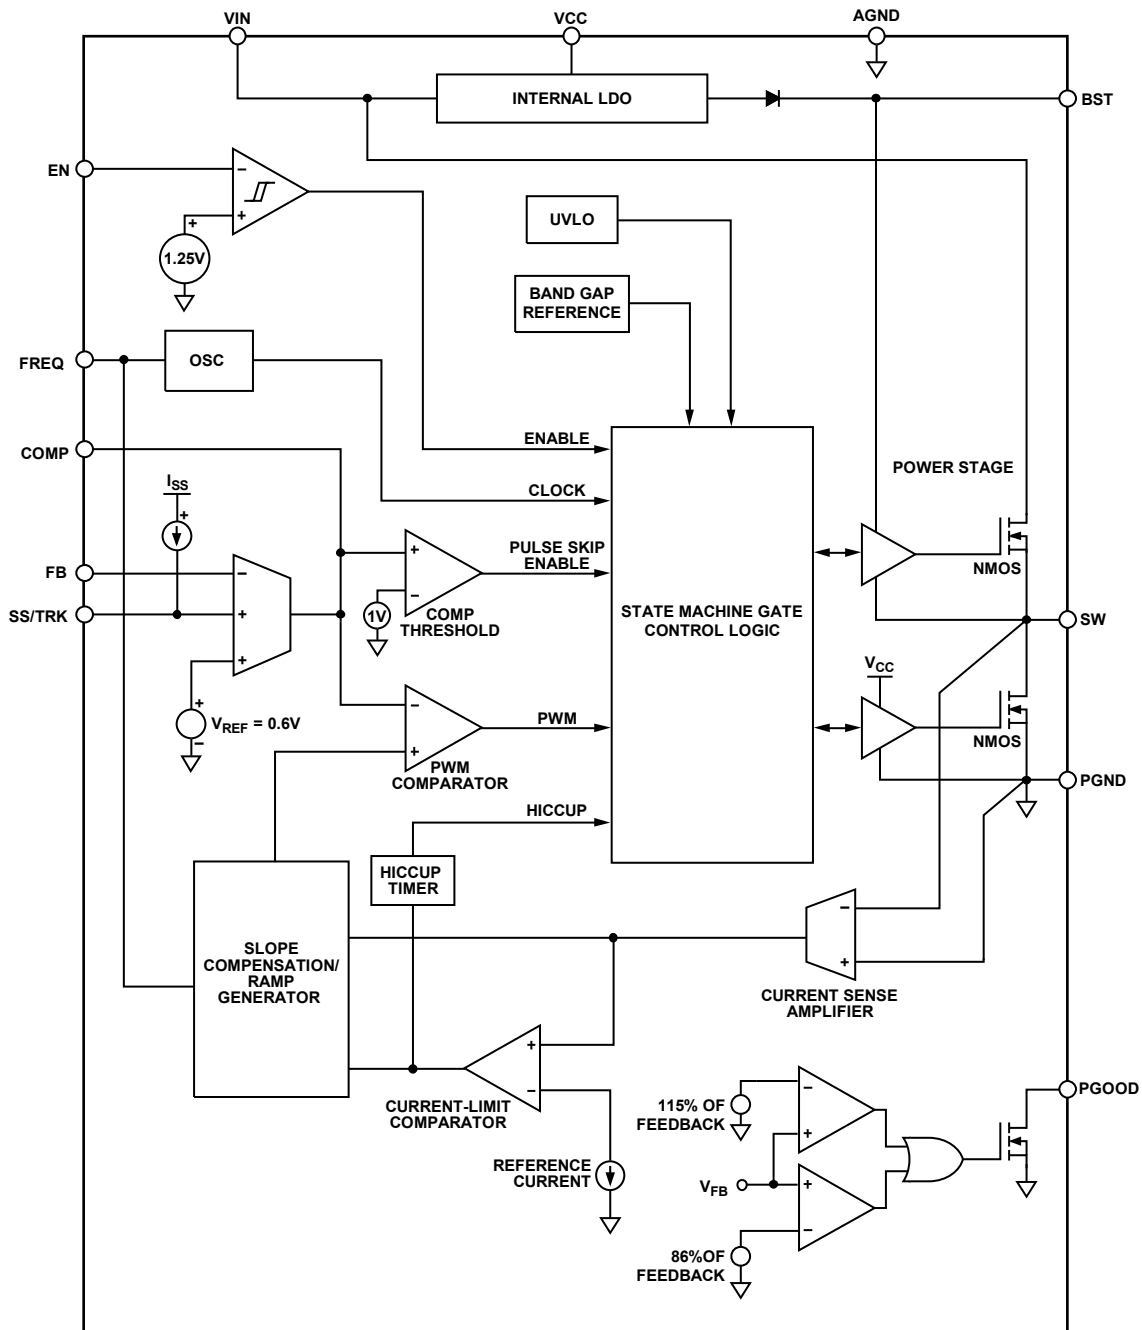 VIN
VCC
AGND
INTERNAL LDO
BST
EN
−
+
+
1.25V
UVLO
BAND GAP
REFERENCE
FREQ
OSC
COMP
ENABLE
CLOCK
POWER STAGE
ISS
+
FB
SS/TRK
−
+
+
+
−
1V
COMP
THRESHOLD
PULSE SKIP
ENABLE
STATE MACHINE GATE
CONTROL LOGIC
NMOS
SW
+
VREF = 0.6V
−
−
+
PWM
COMPARATOR
PWM
VCC
NMOS
PGND
HICCUP
HICCUP
TIMER
SLOPE
COMPENSATION/
RAMP
GENERATOR
−
+
CURRENT SENSE
AMPLIFIER
+
−
CURRENT-LIMIT
COMPARATOR
REFERENCE
CURRENT
115% OF
FEEDBACK
−
+
PGOOD
VFB
+
−
86%OF
FEEDBACK